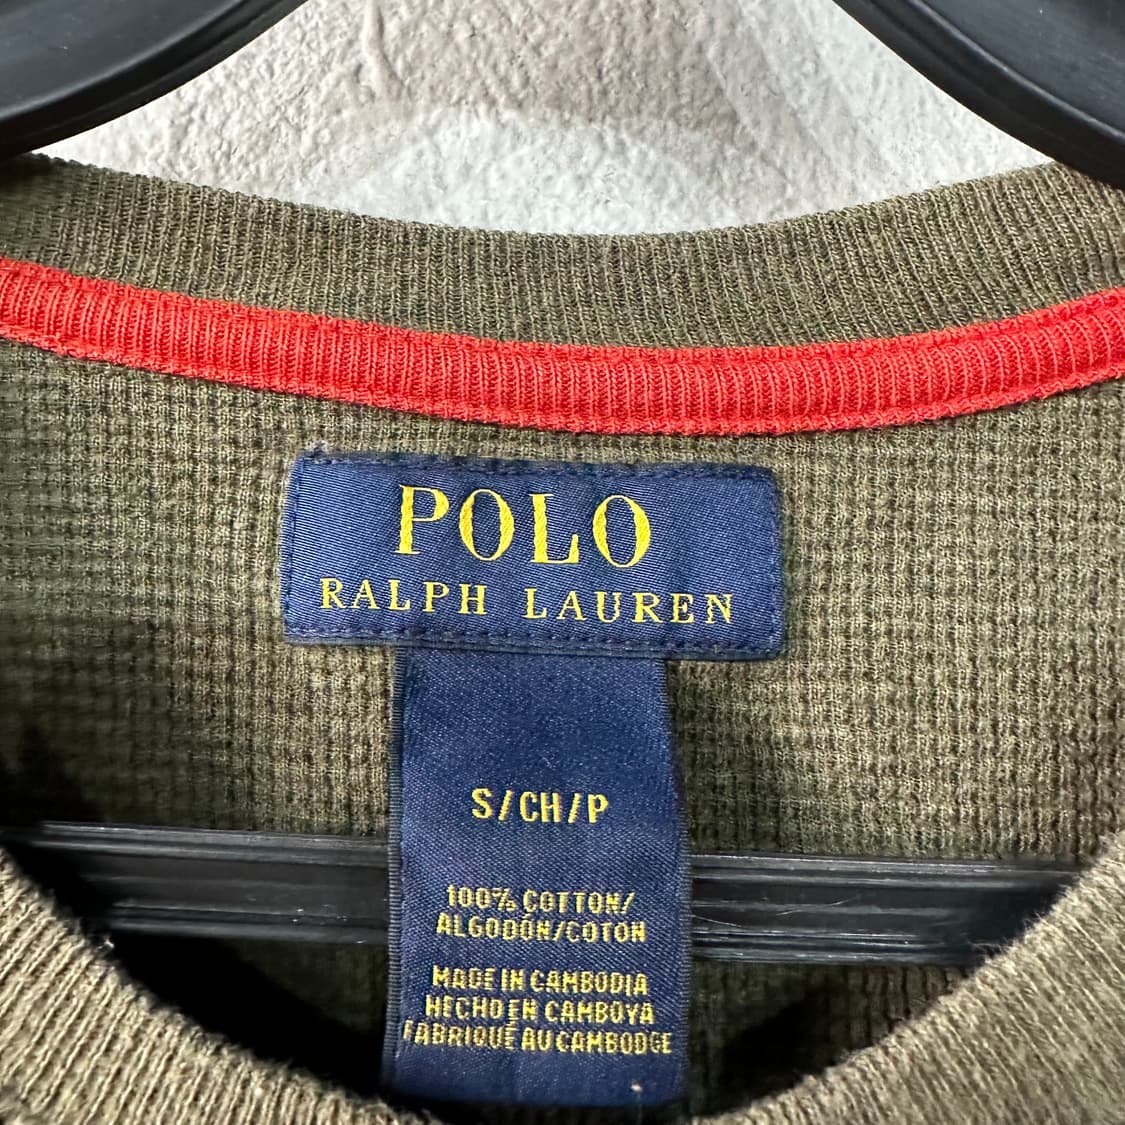 POLO
RALPH LAUREN
S/CH/P
100% COTTON/
ALGODÓN/COTON
MADE IN CAMBODIA
HECHO EN CAMBOYA
FABRIQUÉ AU CAMBODGE